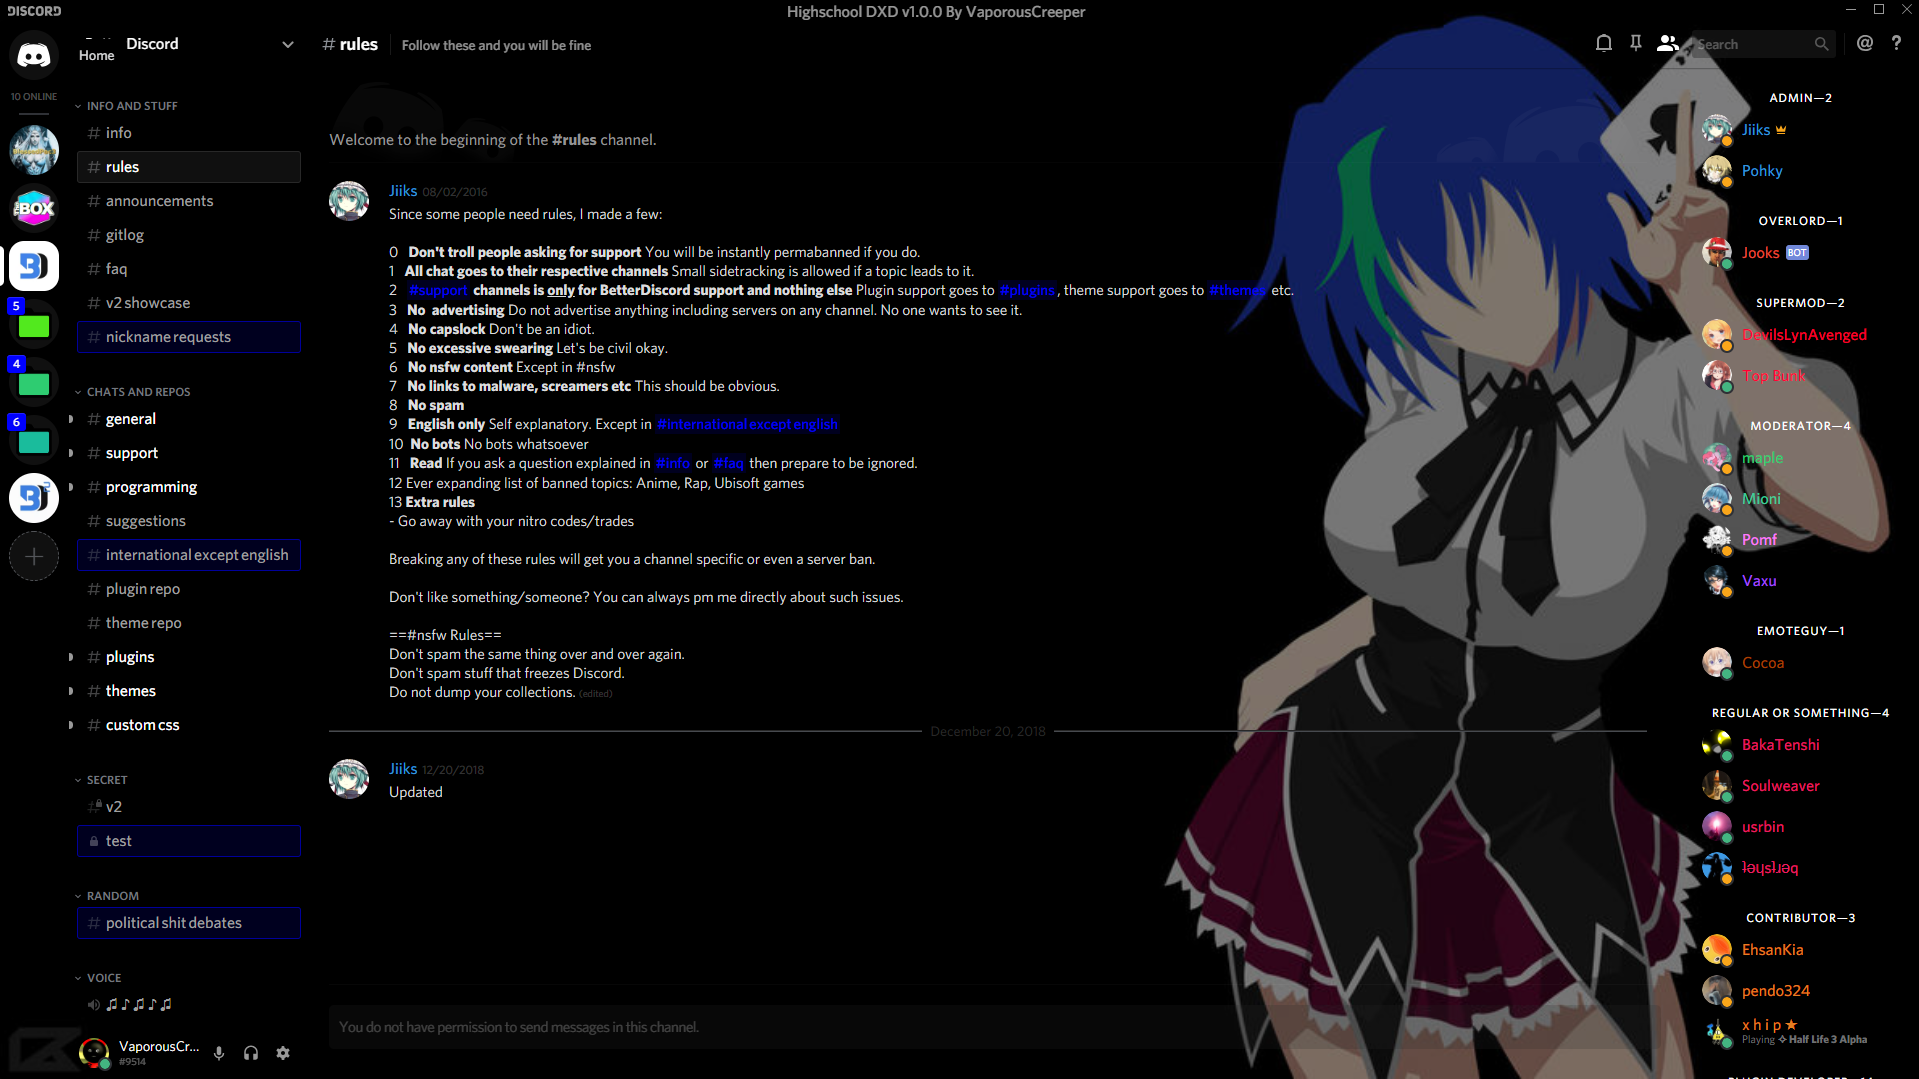 DISCORD
Highschool DXD v1.0.0 By VaporousCreeper
Home
Discord
# rules
Follow these and you will be fine
Search
@ ?
10 ONLINE
THE BOX
5
4
6
INFO AND STUFF
# info
# rules
# announcements
# gitlog
# faq
# v2 showcase
# nickname requests
CHATS AND REPOS
# general
# support
# programming
# suggestions
# international except english
# plugin repo
# theme repo
# plugins
# themes
# custom css
SECRET
v2
test
RANDOM
# political shit debates
VOICE
♫ ♪ ♫ ♪ ♫
VaporousCr...
#9514
Welcome to the beginning of the #rules channel.
Jiiks 08/02/2016
Since some people need rules, I made a few:
0 Don't troll people asking for support You will be instantly permabanned if you do.
1 All chat goes to their respective channels Small sidetracking is allowed if a topic leads to it.
2 #support channels is only for BetterDiscord support and nothing else Plugin support goes to #plugins, theme support goes to #themes etc.
3 No advertising Do not advertise anything including servers on any channel. No one wants to see it.
4 No capslock Don't be an idiot.
5 No excessive swearing Let's be civil okay.
6 No nsfw content Except in #nsfw
7 No links to malware, screamers etc This should be obvious.
8 No spam
9 English only Self explanatory. Except in #international except english
10 No bots No bots whatsoever
11 Read If you ask a question explained in #info or #faq then prepare to be ignored.
12 Ever expanding list of banned topics: Anime, Rap, Ubisoft games
13 Extra rules
- Go away with your nitro codes/trades
Breaking any of these rules will get you a channel specific or even a server ban.
Don't like something/someone? You can always pm me directly about such issues.
==#nsfw Rules==
Don't spam the same thing over and over again.
Don't spam stuff that freezes Discord.
Do not dump your collections. (edited)
December 20, 2018
Jiiks 12/20/2018
Updated
You do not have permission to send messages in this channel.
ADMIN—2
Jiiks
Pohky
OVERLORD—1
Jooks BOT
SUPERMOD—2
DevilsLynAvenged
Top Bunk
MODERATOR—4
maple
Mioni
Pomf
Vaxu
EMOTEGUY—1
Cocoa
REGULAR OR SOMETHING—4
BakaTenshi
Soulweaver
usrbin
CONTRIBUTOR—3
EhsanKia
pendo324
x h i p ★
Playing ✧ Half Life 3 Alpha